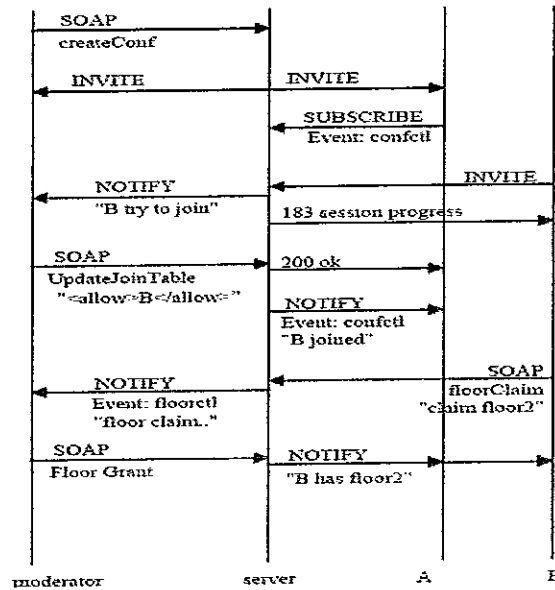 SOAP
createConf
INVITE INVITE
SUBSCRIBE
Event: confctl
INVITE
NOTIFY
"B try to join"
183 session progress
SOAP
200 ok
UpdateJoinTable
"<allow>B</allow>"
NOTIFY
Event: confctl
"B joined"
SOAP
NOTIFY
floorClaim
Event: floorctl
"claim floor2"
"floor claim.."
SOAP
Floor Grant
NOTIFY
"B has floor2"
moderator server A